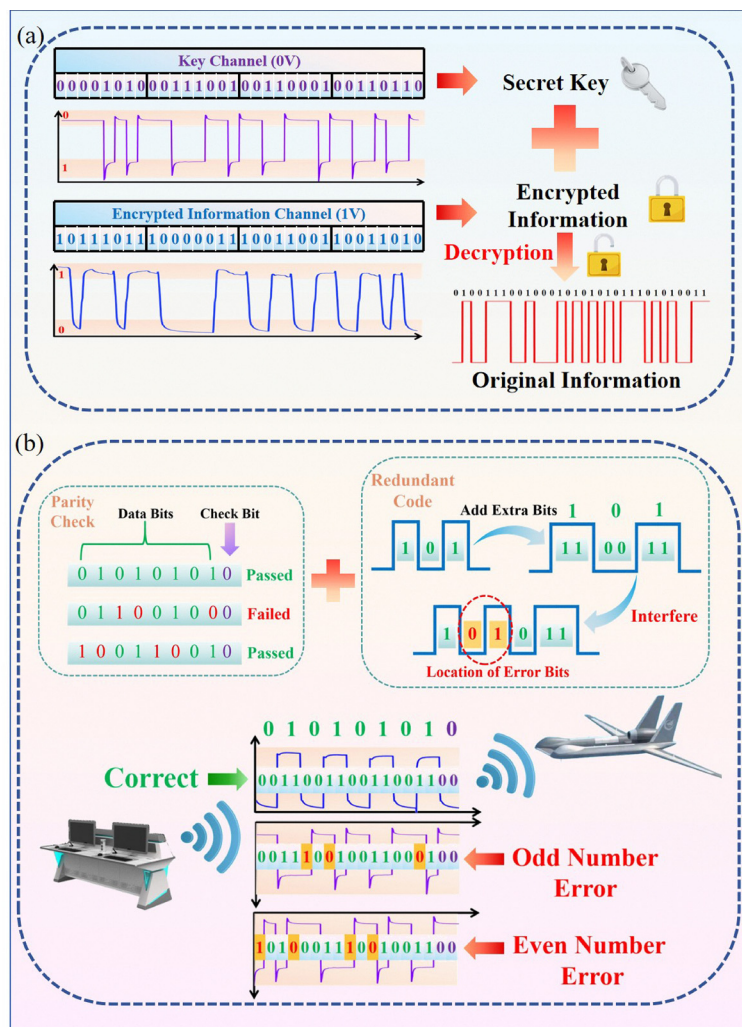 (a)
Key Channel (0V)
00001010 00111001 00110001 00110110
0
1
Secret Key
Encrypted Information Channel (1V)
10111011 10000011 10011001 10011010
1
0
Encrypted
Information
Decryption
01001110010001010101011101010011
Original Information
(b)
Parity
Check
Data Bits
Check Bit
0 1 0 1 0 1 0 1 0 Passed
0 1 1 0 0 1 0 0 0 Failed
1 0 0 1 1 0 0 1 0 Passed
Redundant
Code
Add Extra Bits
1 0 1
1 0 1
11 00 11
Interfere
1 0 1 0 11
Location of Error Bits
0 1 0 1 0 1 0 1 0
Correct
001100110011001100
001110010011000100
Odd Number
Error
101000111001001100
Even Number
Error